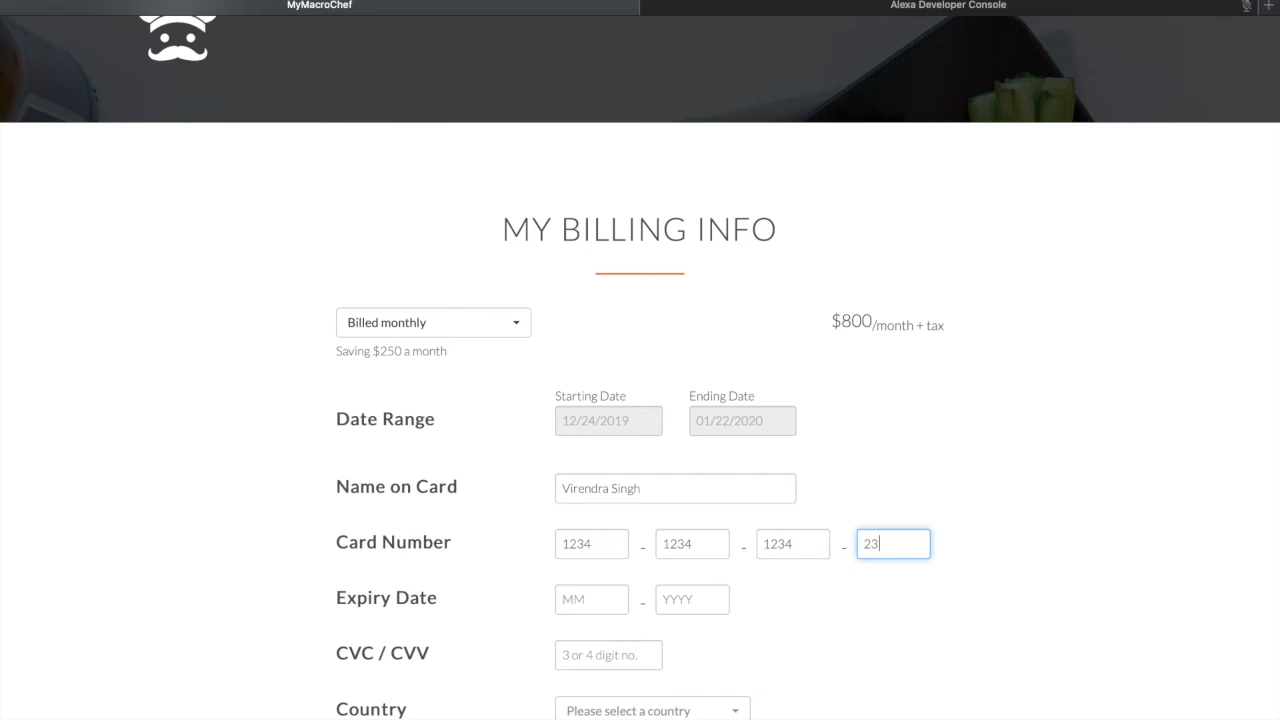 MyMacroChef
Alexa Developer Console
MY BILLING INFO
Billed monthly
$800/month + tax
Saving $250 a month
Starting Date
Ending Date
Date Range
12/24/2019
01/22/2020
Name on Card
Virendra Singh
Card Number
1234 - 1234 - 1234 - 23
Expiry Date
MM - YYYY
CVC / CVV
3 or 4 digit no.
Country
Please select a country